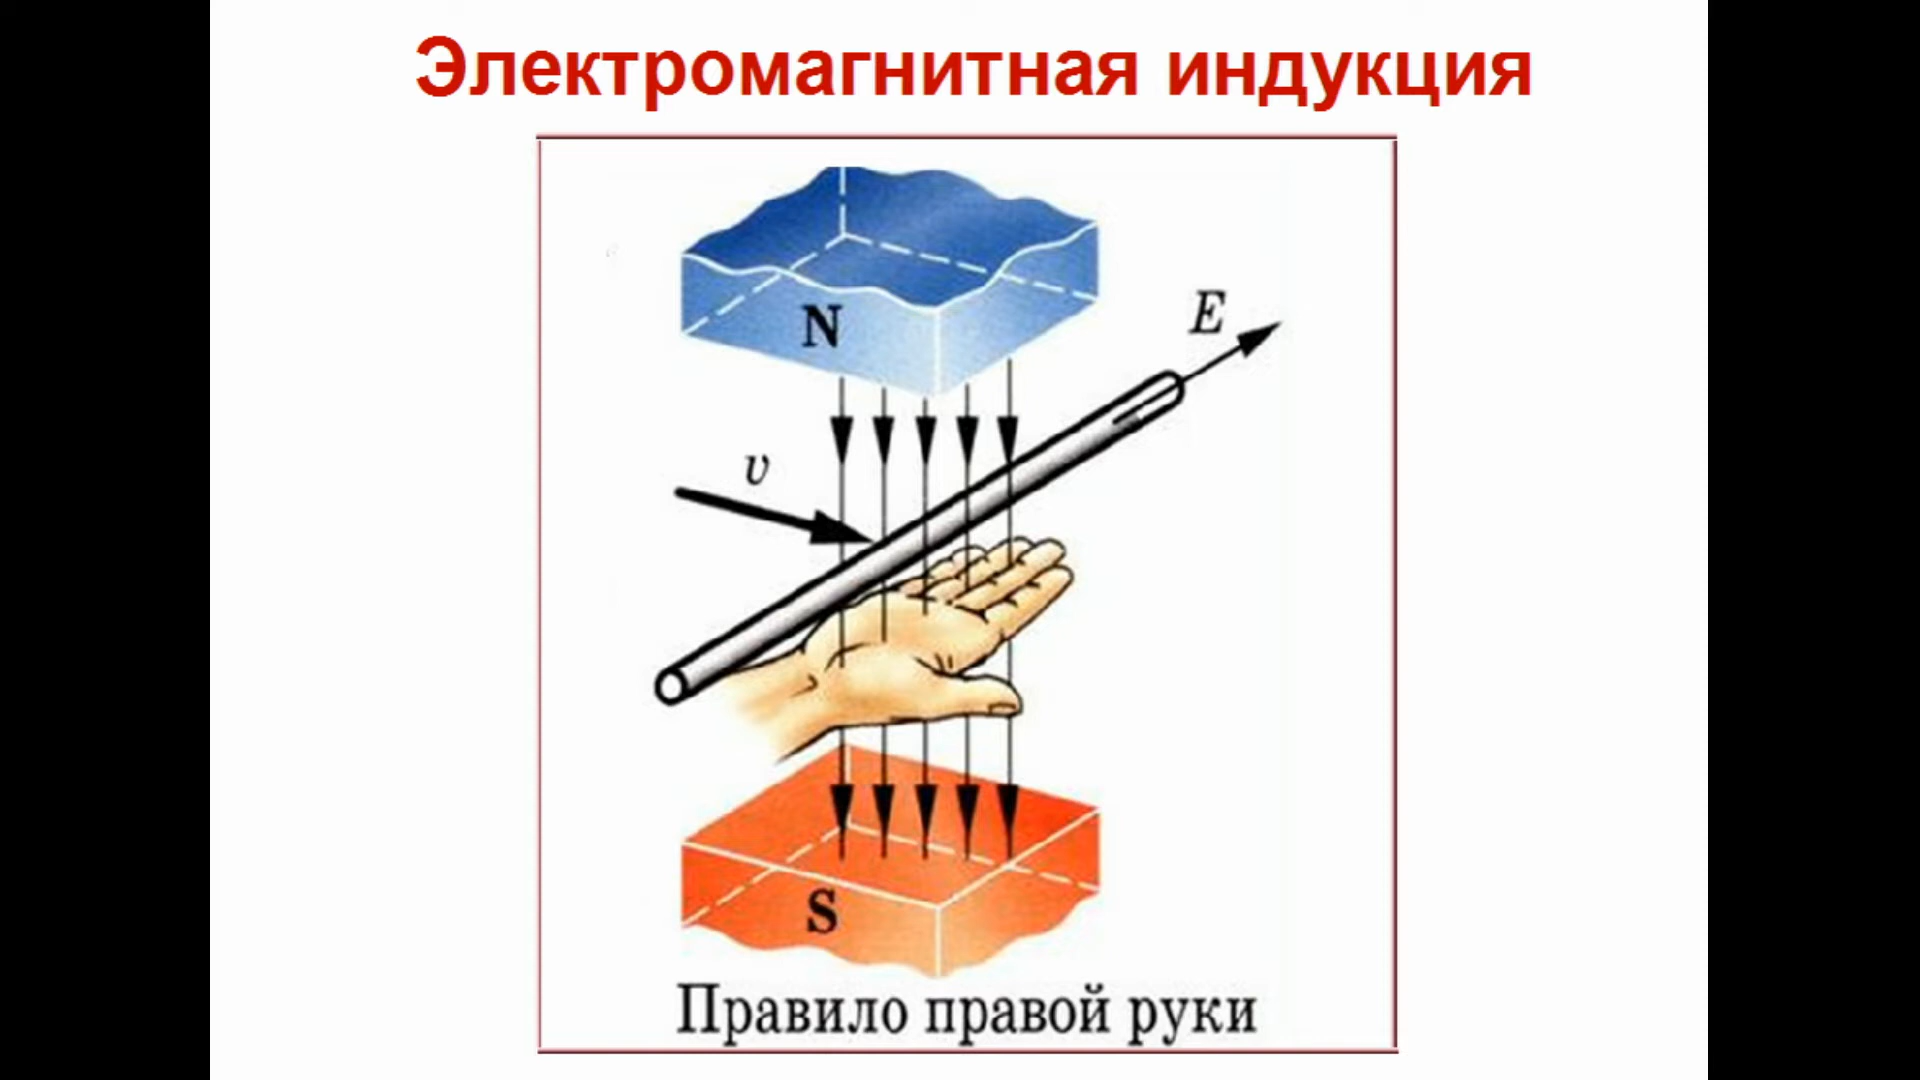 Электромагнитная индукция
N
E
v
S
Правило правой руки